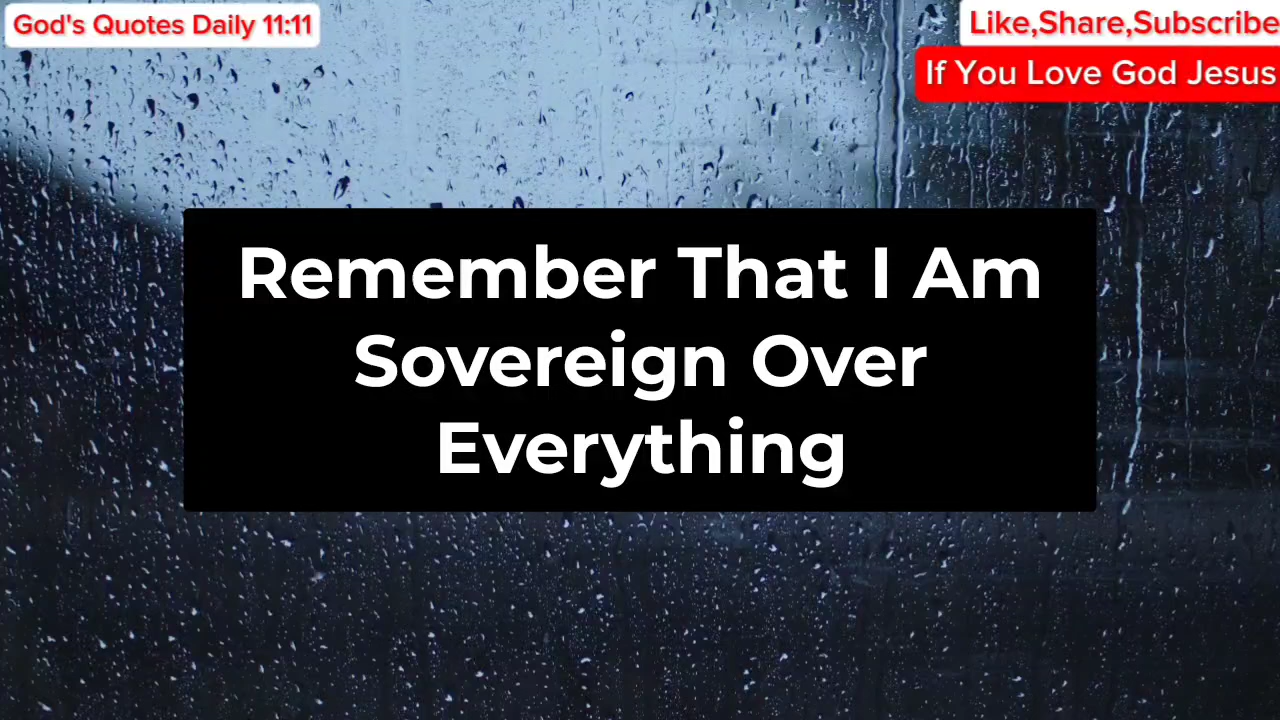 God's Quotes Daily 11:11
Like,Share,Subscribe
If You Love God Jesus
Remember That I Am
Sovereign Over
Everything